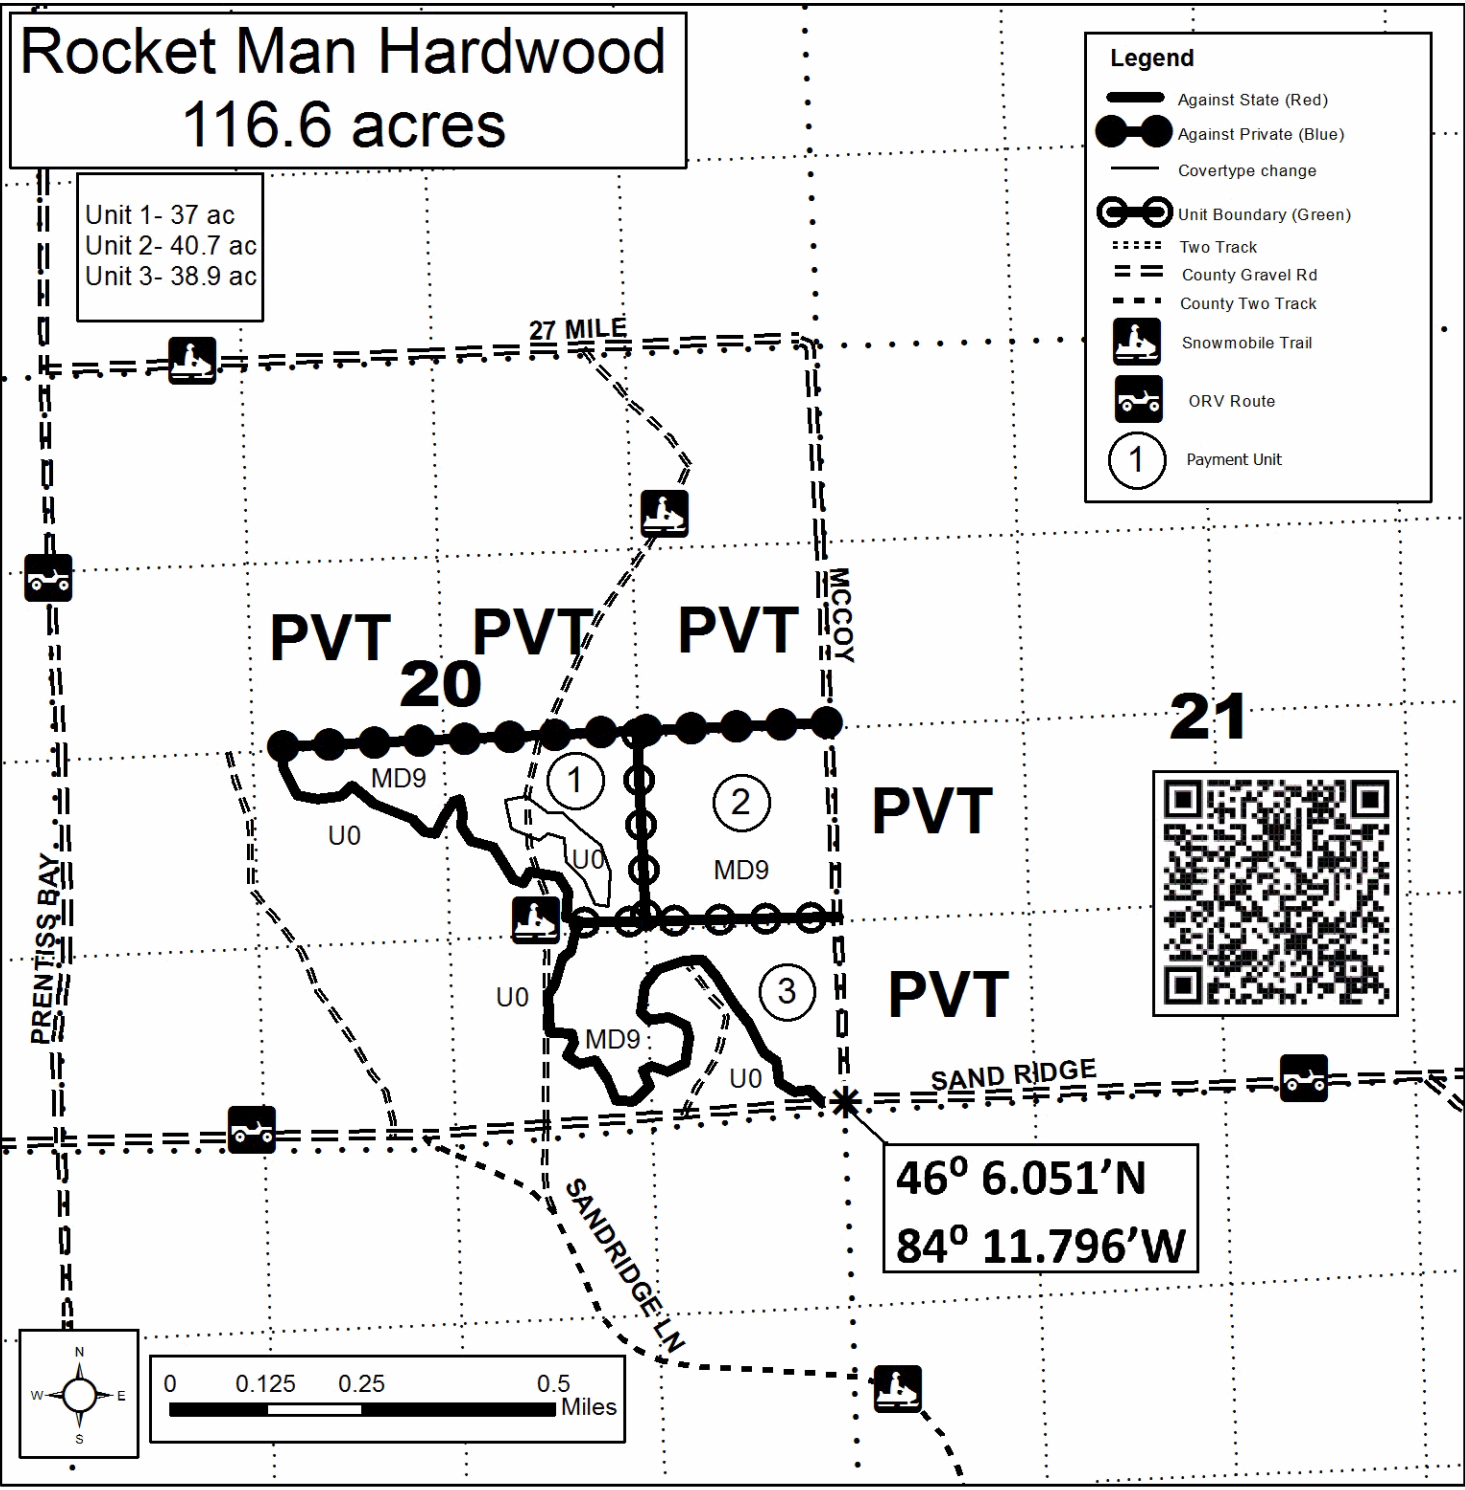 Rocket Man Hardwood
116.6 acres
Unit 1- 37 ac
Unit 2- 40.7 ac
Unit 3- 38.9 ac
Legend
Against State (Red)
Against Private (Blue)
Covertype change
Unit Boundary (Green)
Two Track
County Gravel Rd
County Two Track
Snowmobile Trail
ORV Route
1 Payment Unit
27 MILE
MCCOY
PVT PVT PVT
20
21
MD9
1
2
U0
U0
MD9
PVT
PRENTISS BAY
U0
3
PVT
MD9
U0
SAND RIDGE
46⁰ 6.051’N
84⁰ 11.796’W
SANDRIDGE LN
N
W E
S
0 0.125 0.25 0.5
Miles